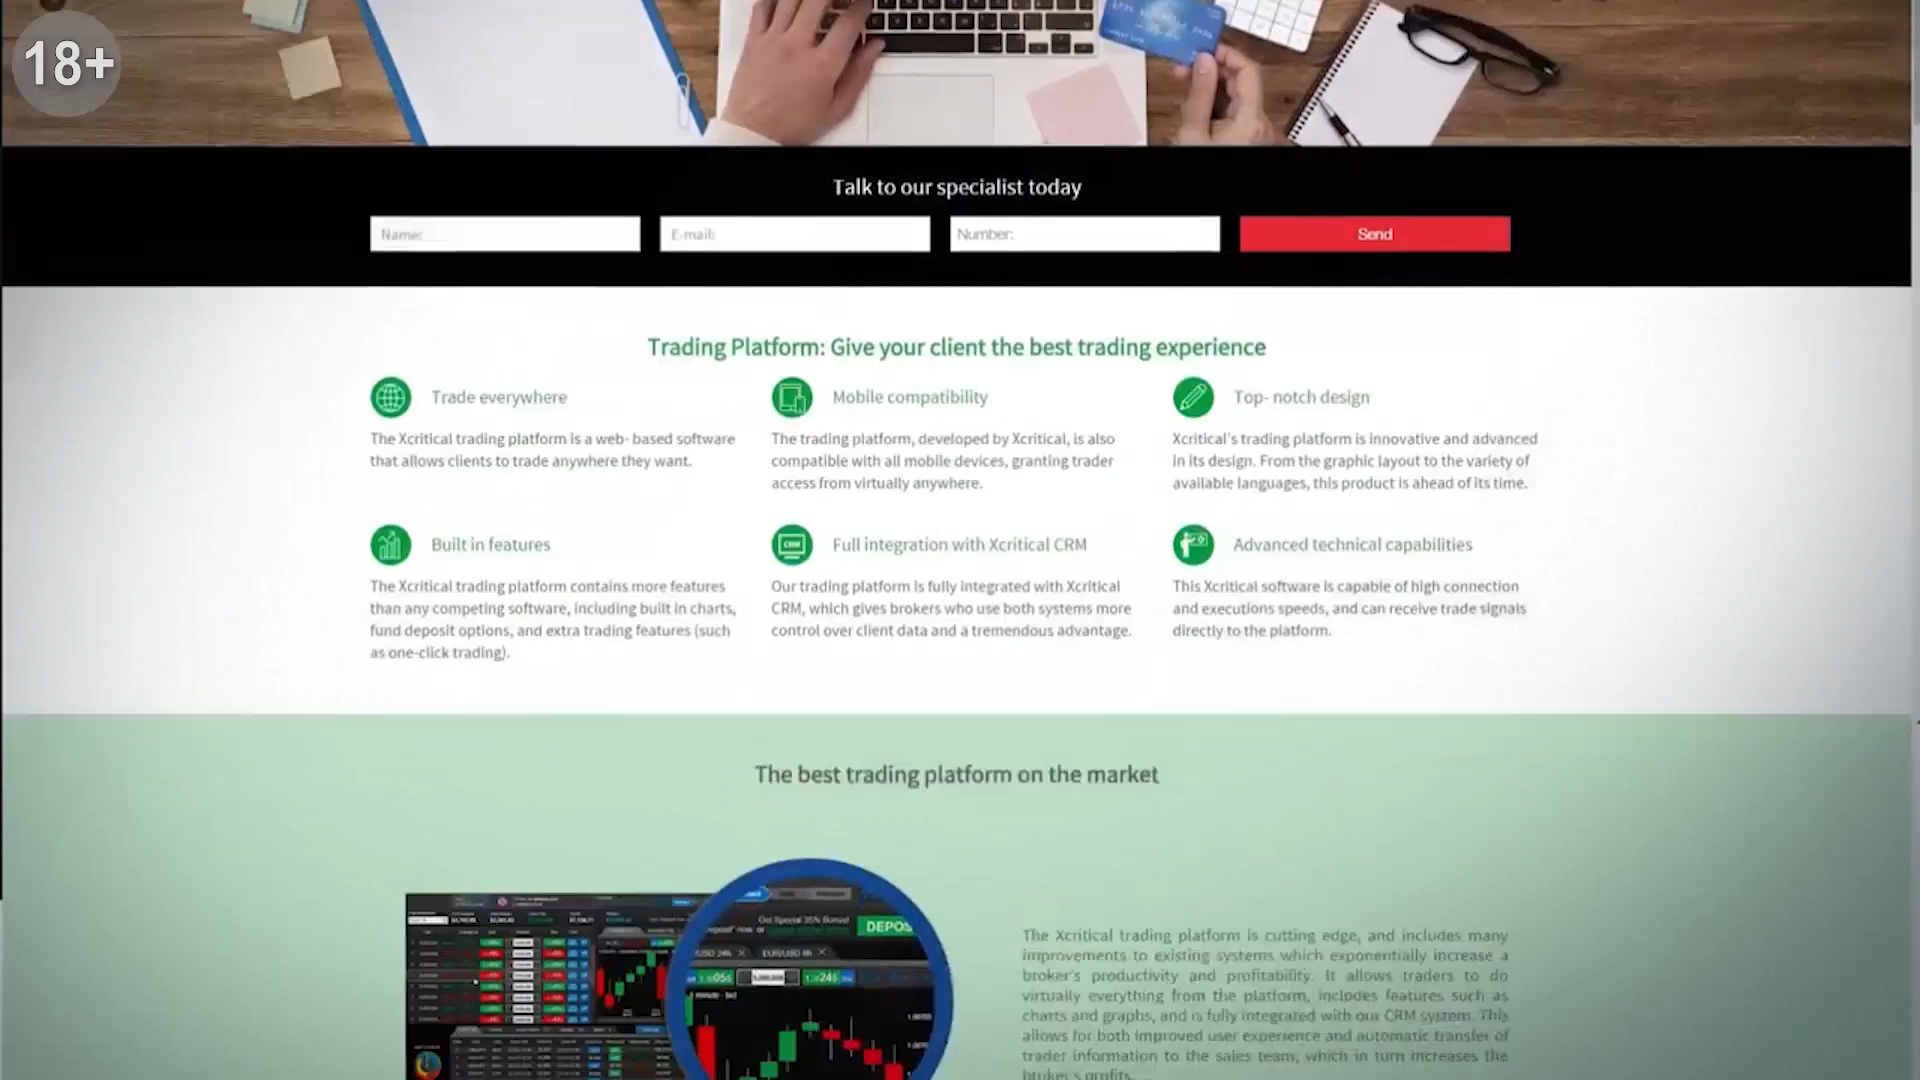 18+
Talk to our specialist today
Name:
E-mail:
Number:
Send
Trading Platform: Give your client the best trading experience
Trade everywhere
The Xcritical trading platform is a web- based software
that allows clients to trade anywhere they want.
Mobile compatibility
The trading platform, developed by Xcritical, is also
compatible with all mobile devices, granting trader
access from virtually anywhere.
Top- notch design
Xcritical's trading platform is innovative and advanced
in its design. From the graphic layout to the variety of
available languages, this product is ahead of its time.
Built in features
The Xcritical trading platform contains more features
than any competing software, including built in charts,
fund deposit options, and extra trading features (such
as one-click trading).
CRM
Full integration with Xcritical CRM
Our trading platform is fully integrated with Xcritical
CRM, which gives brokers who use both systems more
control over client data and a tremendous advantage.
Advanced technical capabilities
This Xcritical software is capable of high connection
and executions speeds, and can receive trade signals
directly to the platform.
The best trading platform on the market
Get Special 35% Bonus!
DEPOS
EUR/USD 8h
The Xcritical trading platform is cutting edge, and includes many
improvements to existing systems which exponentially increase a
broker's productivity and profitability. It allows traders to do
virtually everything from the platform, includes features such as
charts and graphs, and is fully integrated with our CRM system. This
allows for both improved user experience and automatic transfer of
trader information to the sales team, which in turn increases the
broker's profits.